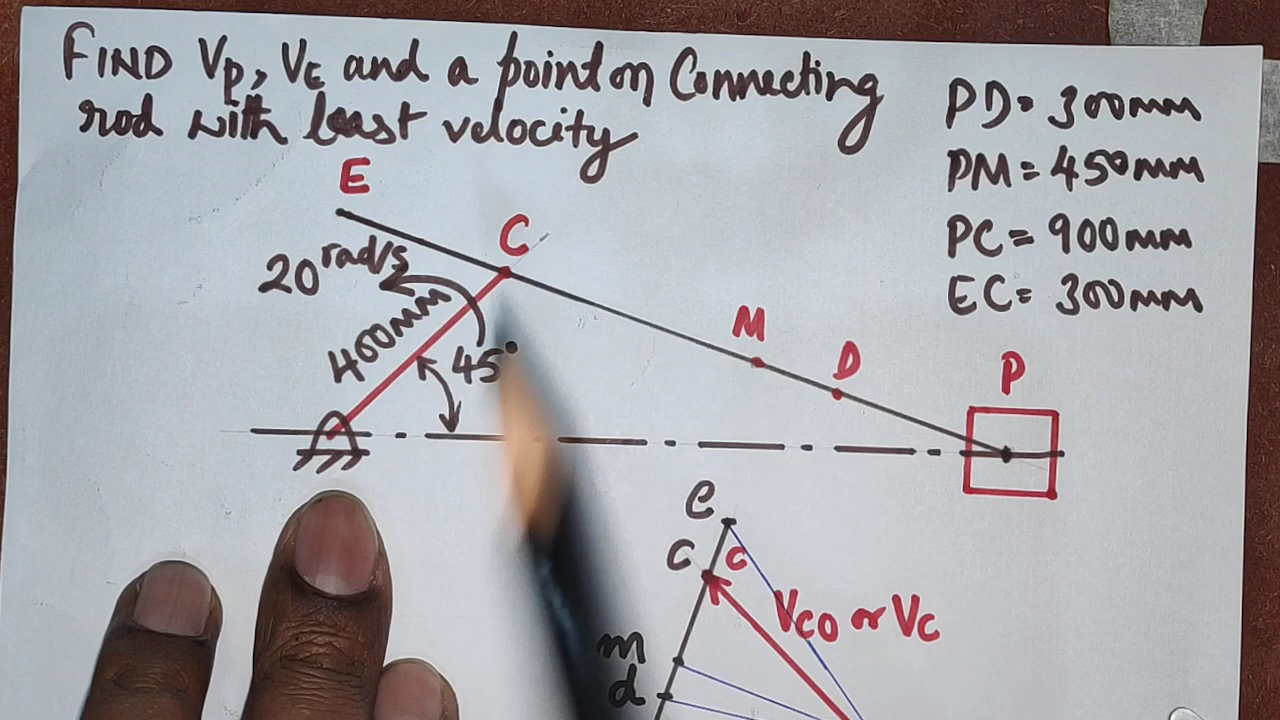 FIND Vp, VE and a point on Connecting
rod with least velocity
PD= 300mm
PM= 450mm
PC= 900mm
EC= 300mm
E
C
20 rad/s
400mm
45°
M
D
P
e
c
c
Vco or Vc
m
d